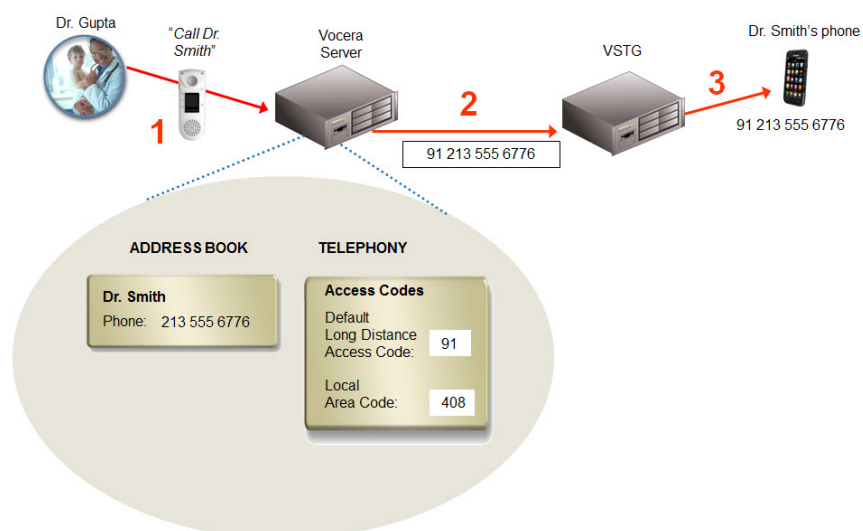 Dr. Gupta
"Call Dr.
Smith"
Vocera
Server
VSTG
Dr. Smith's phone
1
2
3
91 213 555 6776
91 213 555 6776
ADDRESS BOOK
TELEPHONY
Dr. Smith
Phone: 213 555 6776
Access Codes
Default
Long Distance
Access Code: 91
Local
Area Code: 408